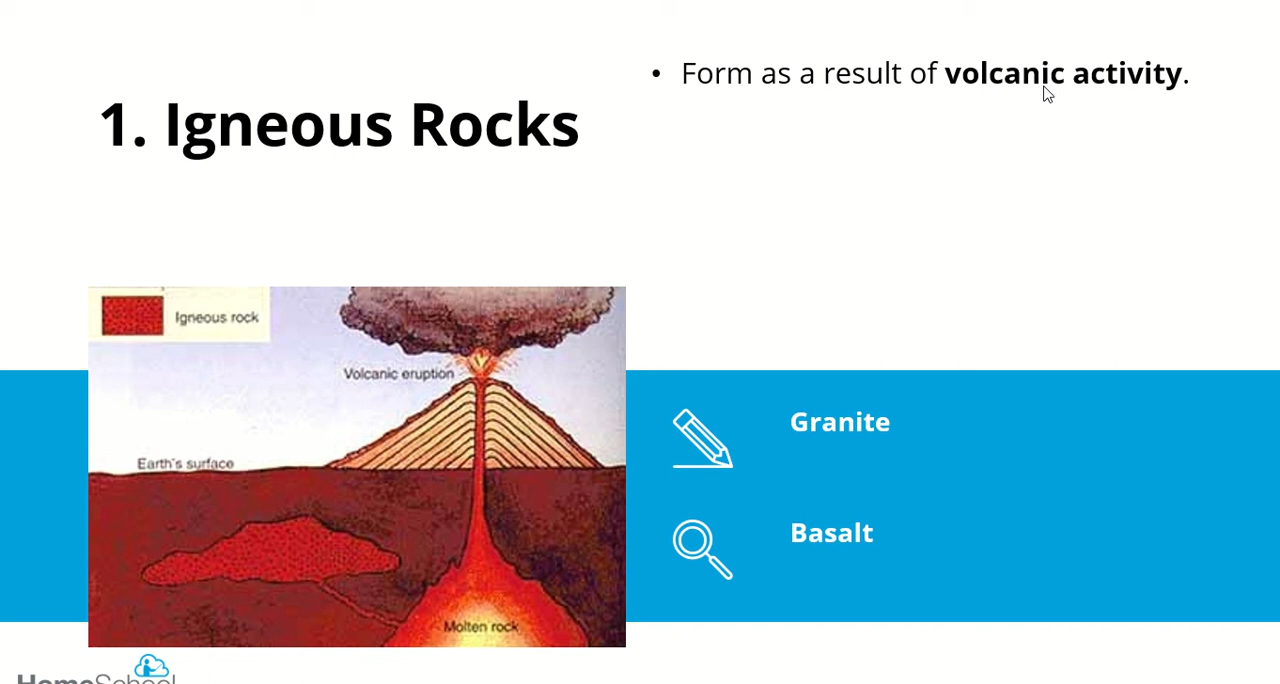 • Form as a result of volcanic activity.
1. Igneous Rocks
Igneous rock
Volcanic eruption
Earth's surface
Molten rock
Granite
Basalt
HomeSchool